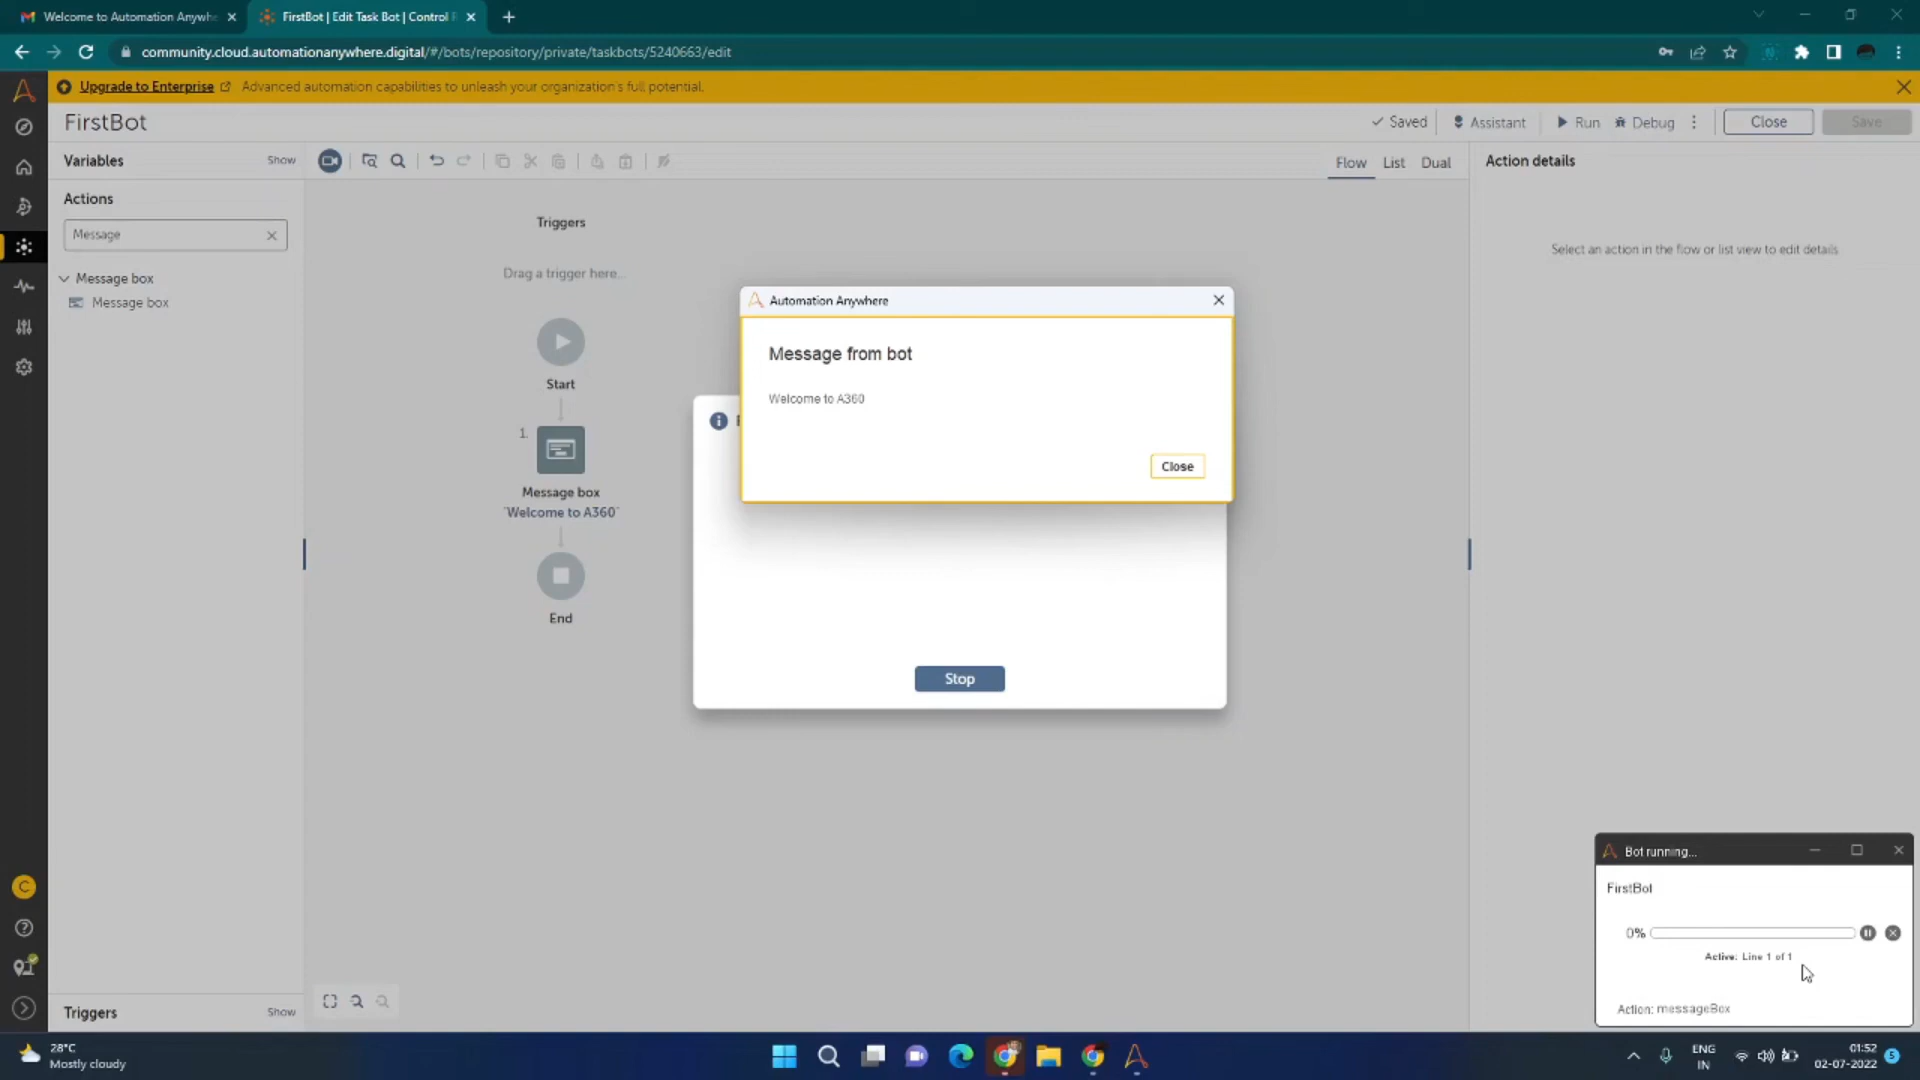 Welcome to Automation Anywhe
FirstBot | Edit Task Bot | Control R
community.cloud.automationanywhere.digital/#/bots/repository/private/taskbots/5240663/edit
Upgrade to Enterprise Advanced automation capabilities to unleash your organization's full potential.
FirstBot
Saved
Assistant
Run
Debug
Close
Save
Variables
Show
Flow
List
Dual
Action details
Actions
Message
Message box
Message box
Triggers
Drag a trigger here...
Start
1.
Message box
"Welcome to A360"
End
Select an action in the flow or list view to edit details
Automation Anywhere
Message from bot
Welcome to A360
Close
Stop
Bot running...
FirstBot
0%
Active: Line 1 of 1
Action: messageBox
C
Triggers
Show
28°C
Mostly cloudy
ENG
IN
01:52
02-07-2022
5